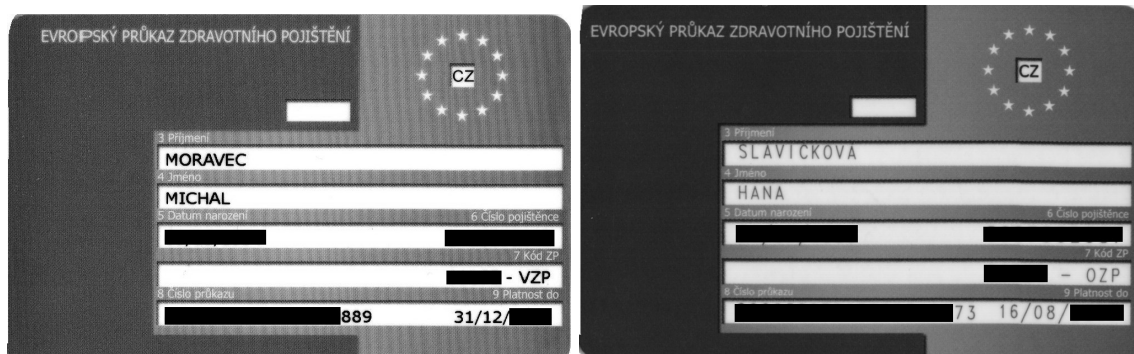 EVROPSKÝ PRŮKAZ ZDRAVOTNÍHO POJIŠTĚNÍ
CZ
3 Příjmení
MORAVEC
4 Jméno
MICHAL
5 Datum narození 6 Číslo pojištěnce
7 Kód ZP
- VZP
8 Číslo průkazu 9 Platnost do
889 31/12/
EVROPSKÝ PRŮKAZ ZDRAVOTNÍHO POJIŠTĚNÍ
CZ
3 Příjmení
SLAVÍČKOVÁ
4 Jméno
HANA
5 Datum narození 6 Číslo pojištěnce
7 Kód ZP
- OZP
8 Číslo průkazu 9 Platnost do
73 16/08/